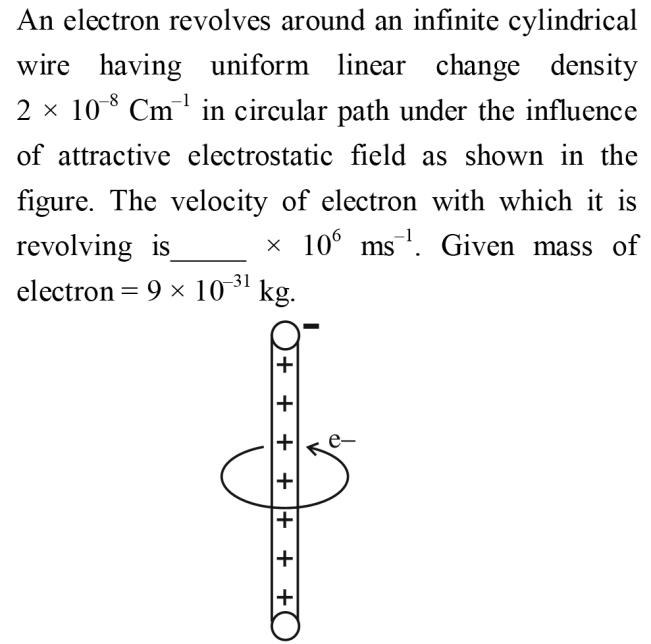 An electron revolves around an infinite cylindrical
wire having uniform linear change density
2 × 10⁻⁸ Cm⁻¹ in circular path under the influence
of attractive electrostatic field as shown in the
figure. The velocity of electron with which it is
revolving is_____ × 10⁶ ms⁻¹. Given mass of
electron = 9 × 10⁻³¹ kg.
−
+
+
+ e–
+
+
+
+